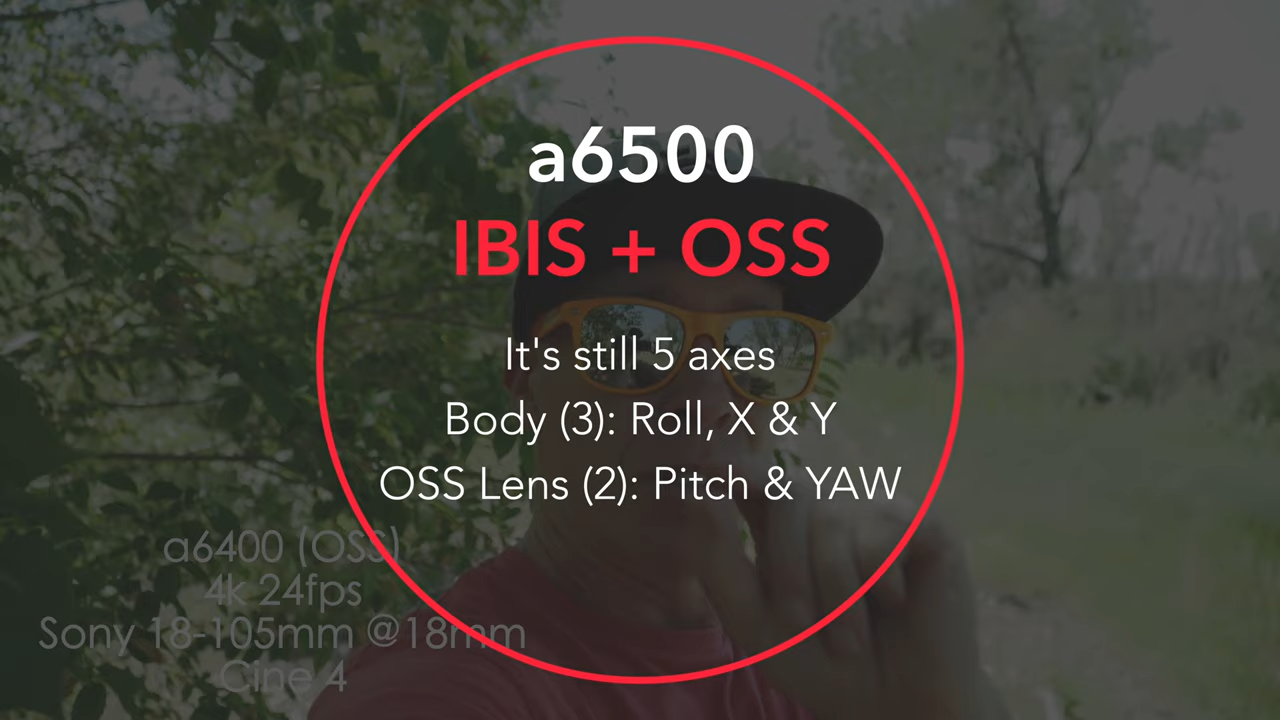 a6500
IBIS + OSS
It's still 5 axes
Body (3): Roll, X & Y
OSS Lens (2): Pitch & YAW
a6400 (OSS)
4k 24fps
Sony 18-105mm @18mm
Cine 4